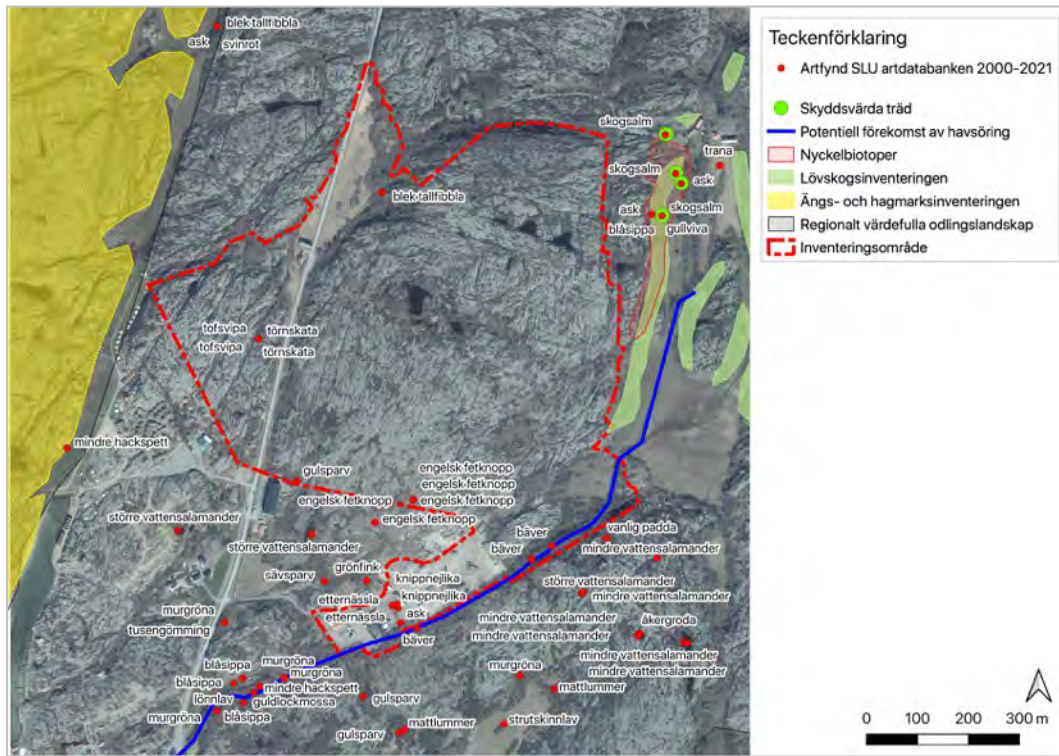 blek tallfibbla
ask
svinrot
skogsalm
trana
skogsalm
ask
blek tallfibbla
ask
skogsalm
blåsippa
gullviva
tofsvipa
törnskata
tofsvipa
törnskata
mindre hackspett
gulsparv
engelsk fetknopp
engelsk fetknopp
engelsk fetknopp
engelsk fetknopp
större vattensalamander
engelsk fetknopp
bäver
vanlig padda
större vattensalamander
bäver
mindre vattensalamander
grönfink
sävsparv
knippnejlika
större vattensalamander
etternässla
knippnejlika
mindre vattensalamander
murgröna
etternässla
ask
mindre vattensalamander
åkergroda
tusengömming
bäver
mindre vattensalamander
mindre vattensalamander
blåsippa
murgröna
murgröna
murgröna
mindre vattensalamander
blåsippa
mindre hackspett
mattlummer
lönnlav
guldlockmossa
gulsparv
murgröna
blåsippa
mattlummer
strutskinnlav
gulsparv
Teckenförklaring
Artfynd SLU artdatabanken 2000-2021
Skyddsvärda träd
Potentiell förekomst av havsöring
Nyckelbiotoper
Lövskogsinventeringen
Ängs- och hagmarksinventeringen
Regionalt värdefulla odlingslandskap
Inventeringsområde
0 100 200 300 m